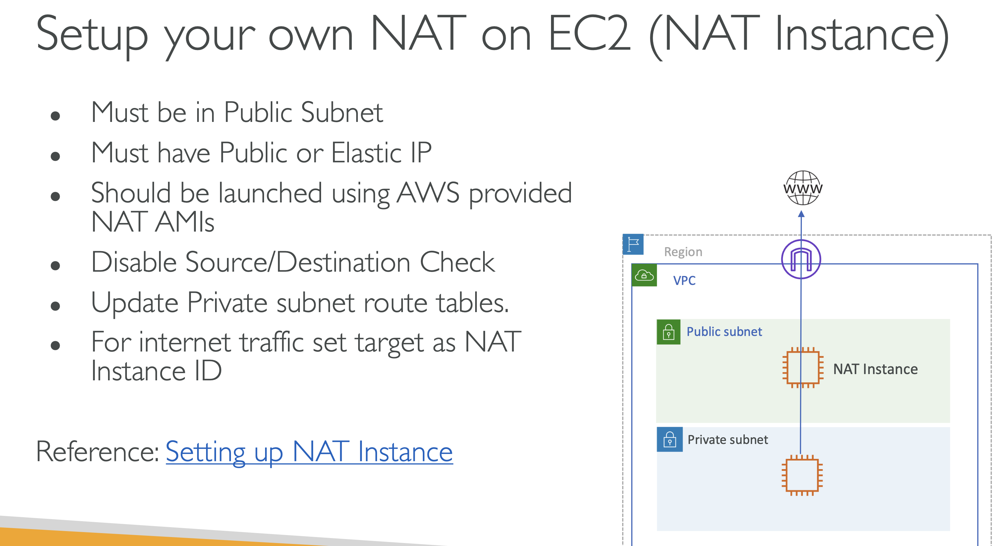 Setup your own NAT on EC2 (NAT Instance)
• Must be in Public Subnet
• Must have Public or Elastic IP
• Should be launched using AWS provided
NAT AMIs
• Disable Source/Destination Check
• Update Private subnet route tables.
• For internet traffic set target as NAT
Instance ID
Reference: Setting up NAT Instance
WWW
Region
VPC
Public subnet
NAT Instance
Private subnet